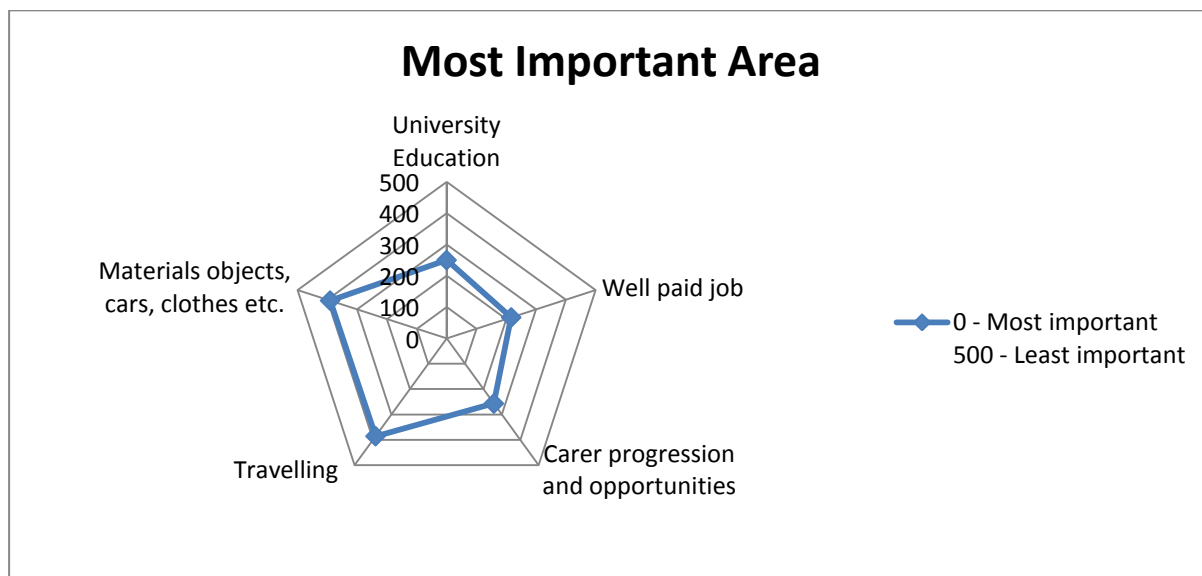 Most Important Area
University
Education
500
400
300
200
100
0
Materials objects,
cars, clothes etc.
Well paid job
0 - Most important
500 - Least important
Travelling
Carer progression
and opportunities